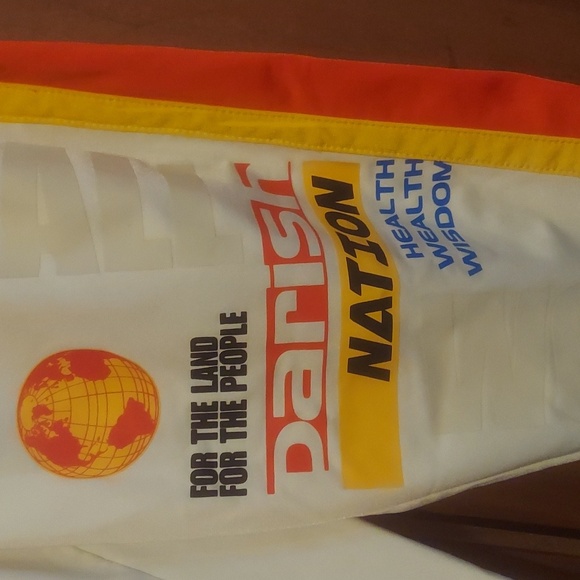 FOR THE LAND
FOR THE PEOPLE
parish
NATION
HEALTH
WEALTH
WISDOM